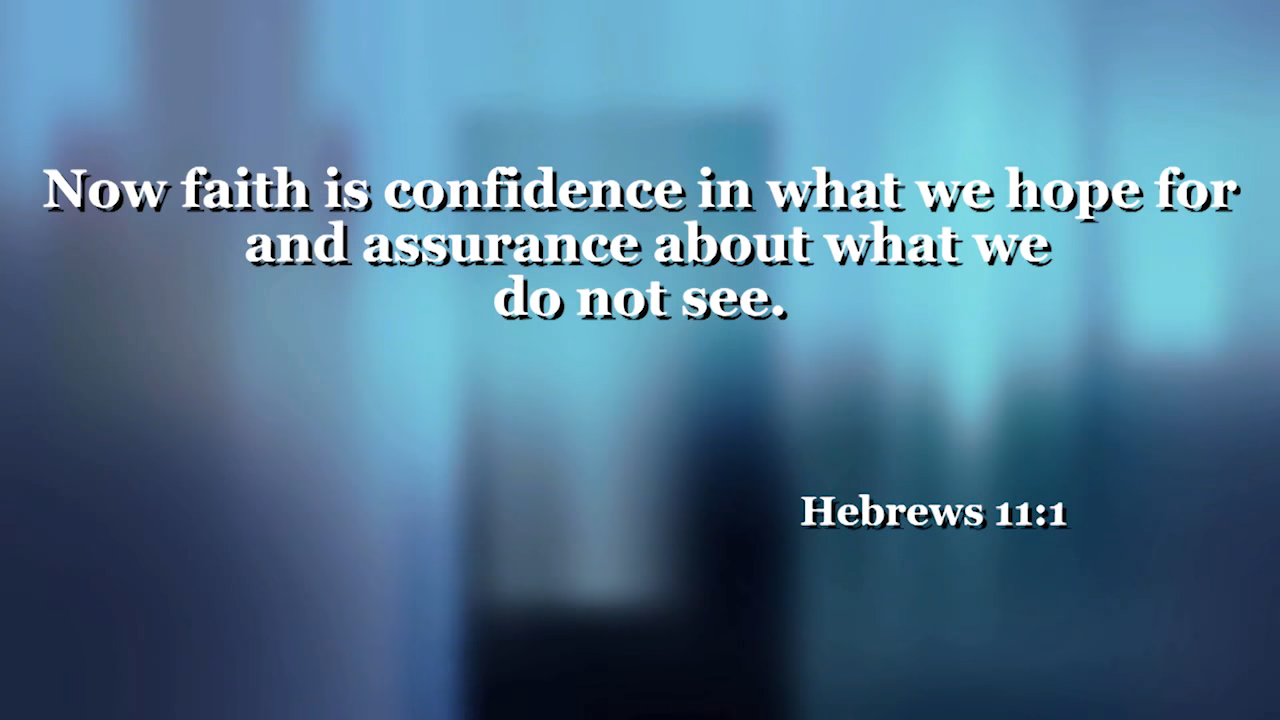 Now faith is confidence in what we hope for
and assurance about what we
do not see.
Hebrews 11:1